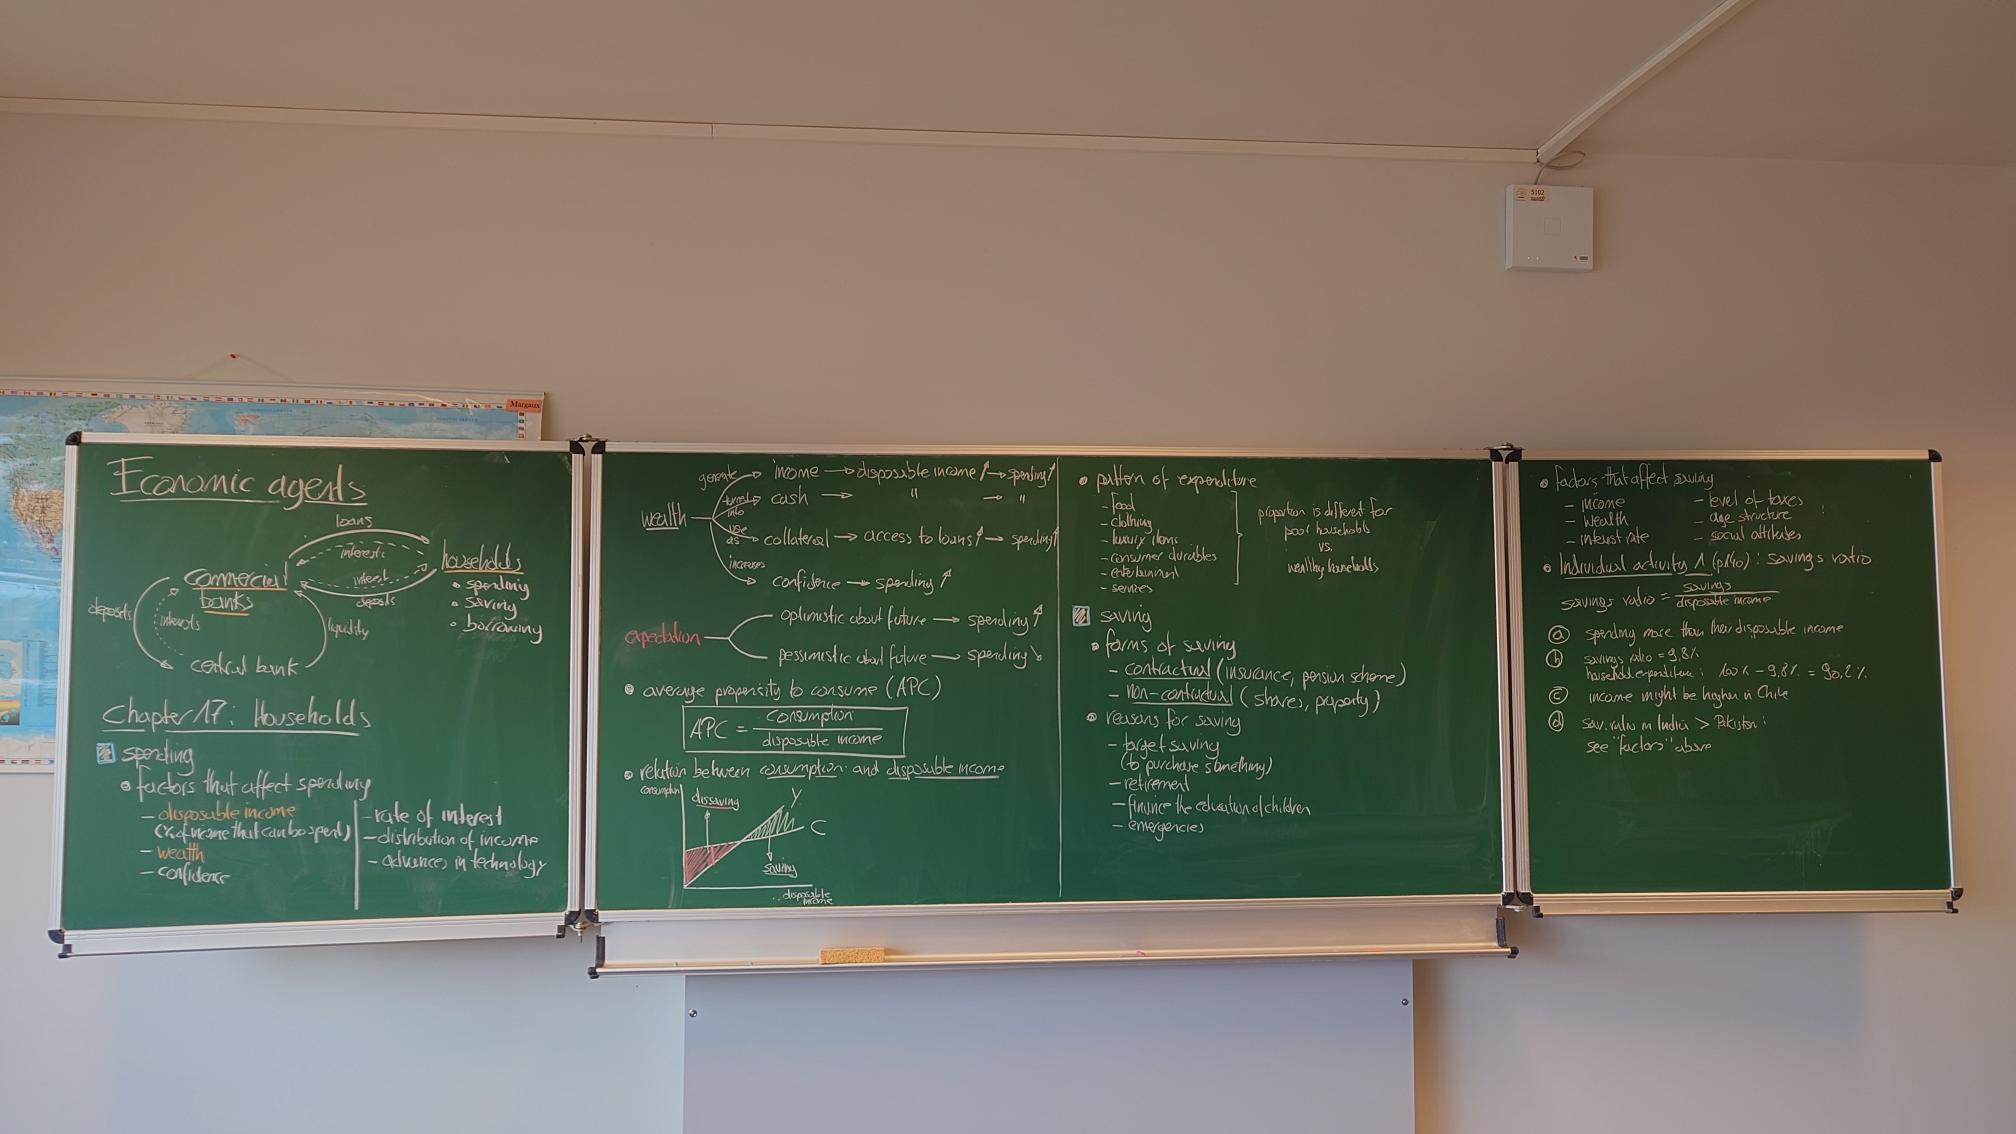 Margaux
5102
Economic agents
loans
interests
interest
deposits
households
• spending
• saving
• borrowing
commercial
banks
deposits
interests
liquidity
central bank
Chapter 17: Households
spending
• factors that affect spending
- disposable income
(% of income that can be spent)
- wealth
- confidence
- rate of interest
- distribution of income
- advances in technology
wealth
generate income → disposable income ↑ → spending ↑
turned into cash → " → "
use as collateral → access to loans ↑ → spending ↑
increases confidence → spending ↑
expectation
optimistic about future → spending ↑
pessimistic about future → spending ↘
• average propensity to consume (APC)
APC = consumption / disposable income
• relation between consumption and disposable income
consumption
dissaving
Y
C
saving
disposable
income
• pattern of expenditure
- food
- clothing
- luxury items
- consumer durables
- entertainment
- services
proportion is different for
poor households
vs.
wealthy households
saving
• forms of saving
- contractual (insurance, pension scheme)
- non-contractual (shares, property)
• reasons for saving
- target saving
(to purchase something)
- retirement
- finance the education of children
- emergencies
• factors that affect saving
- income
- wealth
- interest rate
- level of taxes
- age structure
- social attitudes
• Individual activity 1 (p140): savings ratio
savings ratio = savings / disposable income
a spending more than their disposable income
b savings ratio = 9,8%
household expenditure: 100% - 9,8% = 90,2%
c income might be higher in Chile
d sav. ratio in India > Pakistan:
see "factors" above